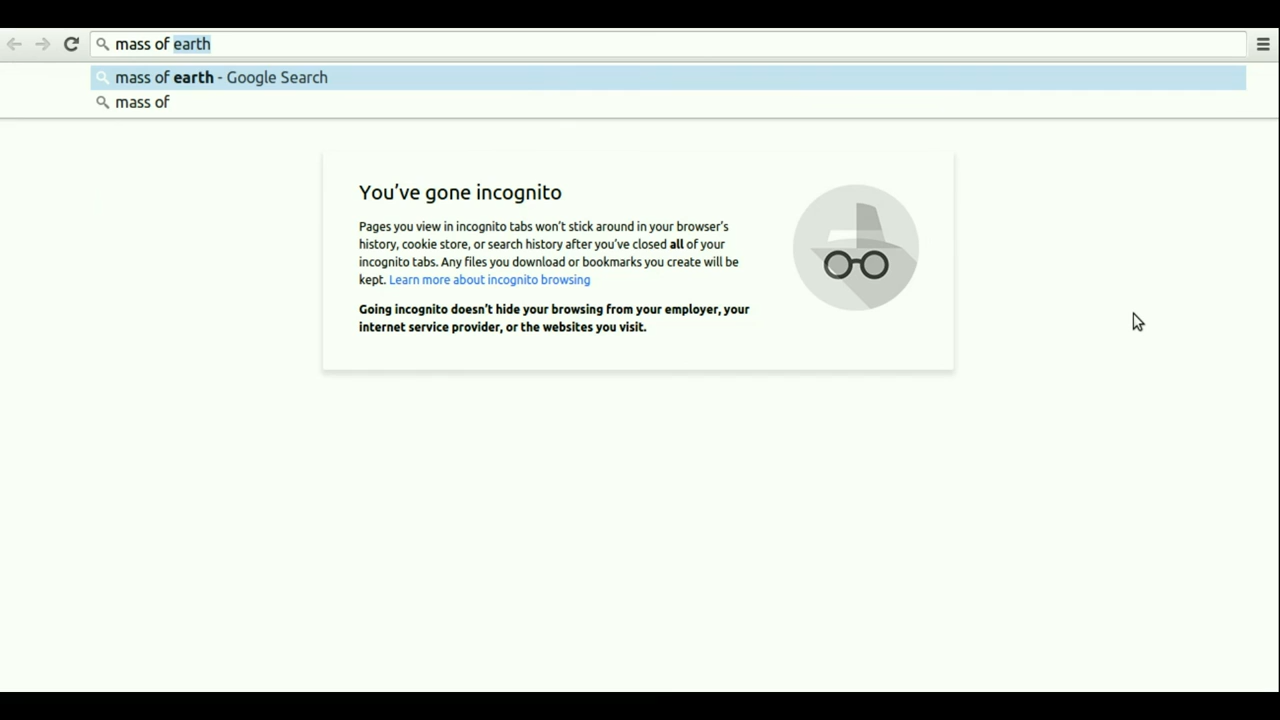 mass of earth
mass of earth - Google Search
mass of
You’ve gone incognito
Pages you view in incognito tabs won’t stick around in your browser’s
history, cookie store, or search history after you’ve closed all of your
incognito tabs. Any files you download or bookmarks you create will be
kept. Learn more about incognito browsing
Going incognito doesn’t hide your browsing from your employer, your
internet service provider, or the websites you visit.